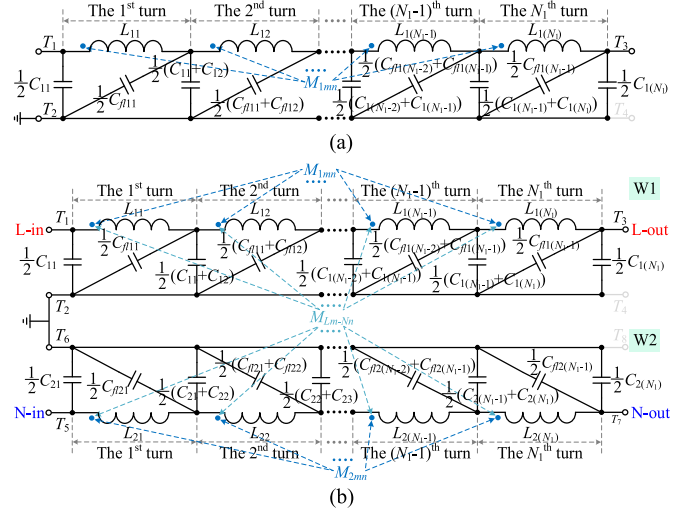 The 1st turn The 2nd turn The (N1-1)th turn The N1th turn
L11 L12 L1(N1-1) L1(N1)
T1 T3
1/2 C11 1/2 Cfl11 1/2 (C11+C12) 1/2 (Cfl11+Cfl12) M1mn 1/2 (Cfl1(N1-2)+Cfl1(N1-1)) 1/2 (C1(N1-2)+C1(N1-1)) 1/2 Cfl1(N1-1) 1/2 (C1(N1-1)+C1(N1)) 1/2 C1(N1)
T2 T4
(a)
M1mn W1
The 1st turn The 2nd turn The (N1-1)th turn The N1th turn
T1 L11 L12 L1(N1-1) L1(N1) T3
L-in L-out
1/2 C11 1/2 Cfl11 1/2 (C11+C12) 1/2 (Cfl11+Cfl12) 1/2 (C1(N1-2)+C1(N1-1)) 1/2 (Cfl1(N1-2)+Cfl1(N1-1)) 1/2 (C1(N1-1)+C1(N1)) 1/2 Cfl1(N1-1) 1/2 C1(N1)
T2 T4
MLm-Nn
T6 T8 W2
1/2 C21 1/2 Cfl21 1/2 (C21+C22) 1/2 (Cfl21+Cfl22) 1/2 (C22+C23) 1/2 (Cfl2(N1-2)+Cfl2(N1-1)) 1/2 (C2(N1-1)+C2(N1)) 1/2 Cfl2(N1-1) 1/2 C2(N1)
N-in N-out
T5 L21 L22 L2(N1-1) L2(N1) T7
The 1st turn The 2nd turn The (N1-1)th turn The N1th turn
M2mn
(b)